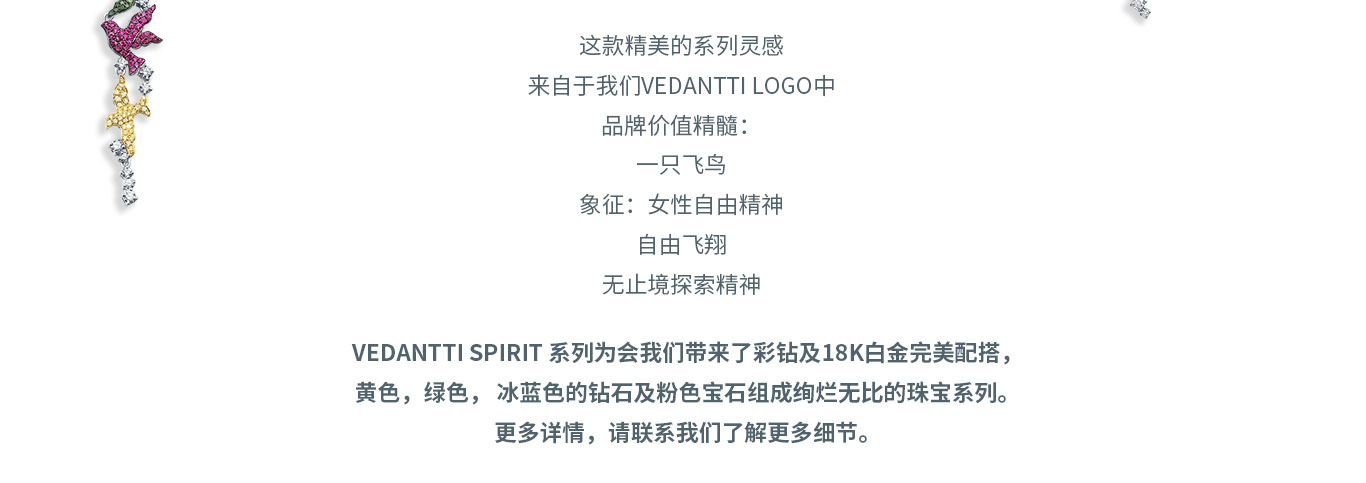 这款精美的系列灵感
来自于我们VEDANTTI LOGO中
品牌价值精髓：
一只飞鸟
象征：女性自由精神
自由飞翔
无止境探索精神
VEDANTTI SPIRIT 系列为会我们带来了彩钻及18K白金完美配搭，
黄色，绿色， 冰蓝色的钻石及粉色宝石组成绚烂无比的珠宝系列。
更多详情，请联系我们了解更多细节。